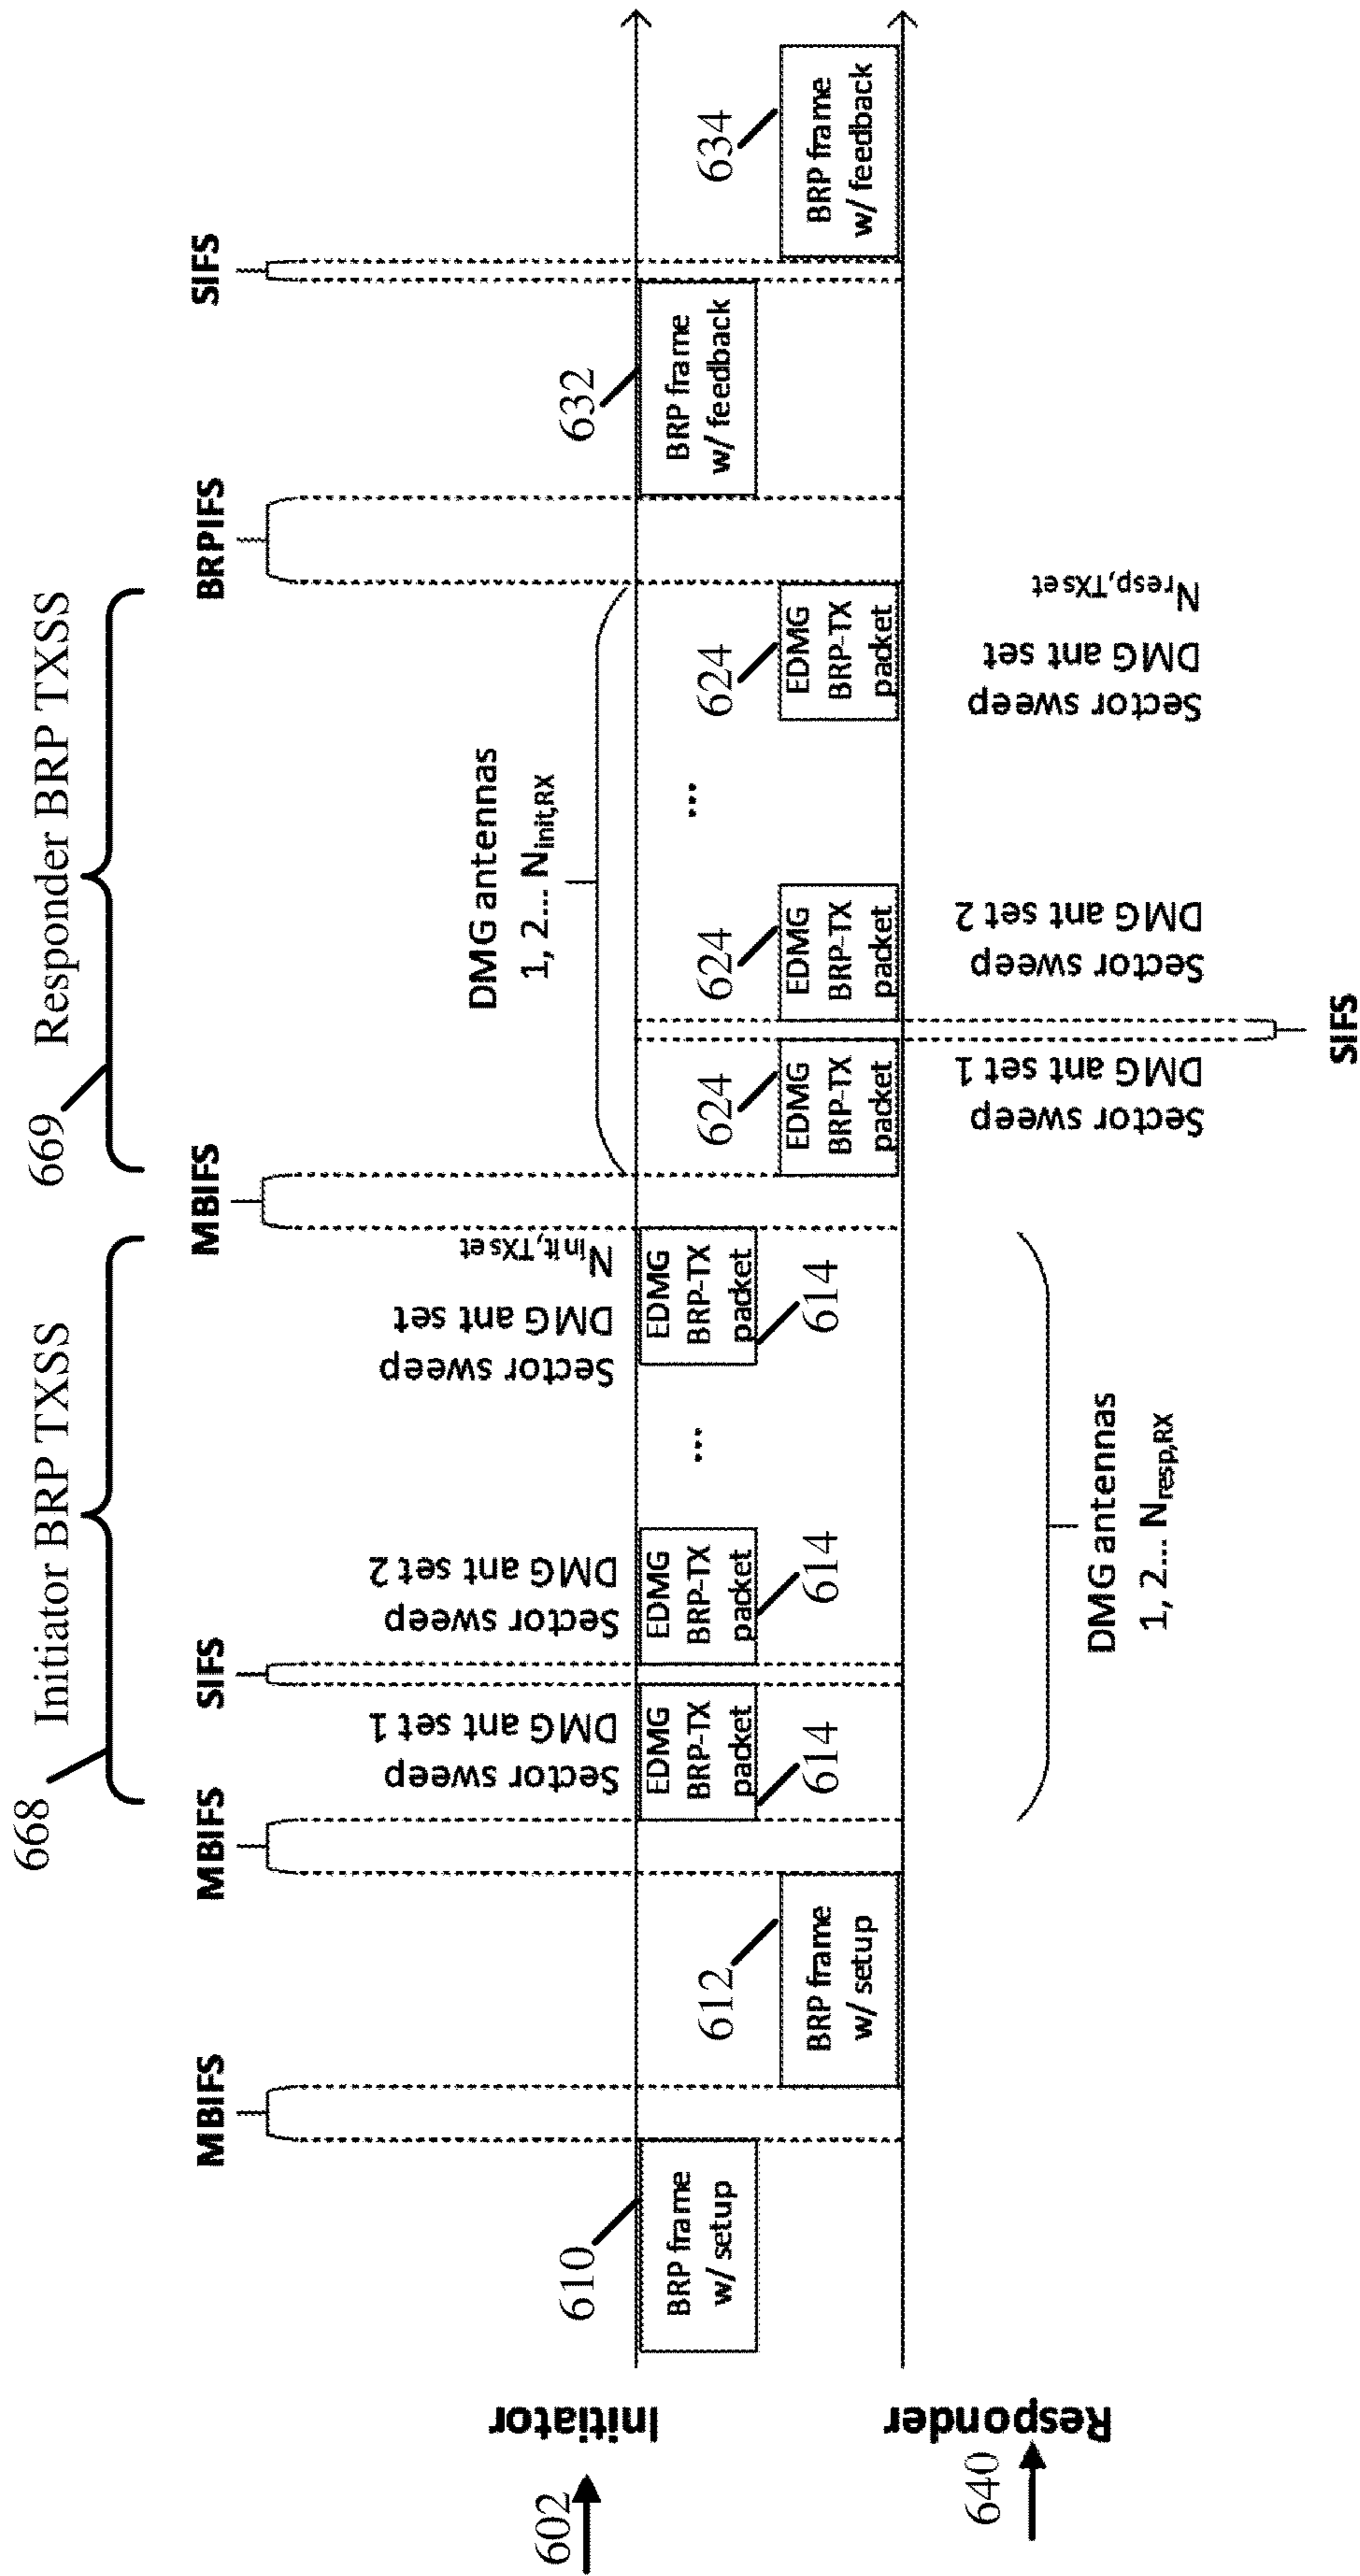 668
Initiator BRP TXSS
669
Responder BRP TXSS
MBIFS
MBIFS
SIFS
MBIFS
BRPIFS
SIFS
Sector sweep
DMG ant set 1
Sector sweep
DMG ant set 2
Sector sweep
DMG ant set
Ninit,TXset
DMG antennas
1, 2... Ninit,RX
602
Initiator
610
BRP frame
w/ setup
EDMG
BRP-TX
packet
614
EDMG
BRP-TX
packet
614
...
EDMG
BRP-TX
packet
614
632
BRP frame
w/ feedback
640
Responder
612
BRP frame
w/ setup
624
EDMG
BRP-TX
packet
624
EDMG
BRP-TX
packet
...
624
EDMG
BRP-TX
packet
634
BRP frame
w/ feedback
DMG antennas
1, 2... Nresp,RX
Sector sweep
DMG ant set 1
Sector sweep
DMG ant set 2
Sector sweep
DMG ant set
Nresp,TXset
SIFS